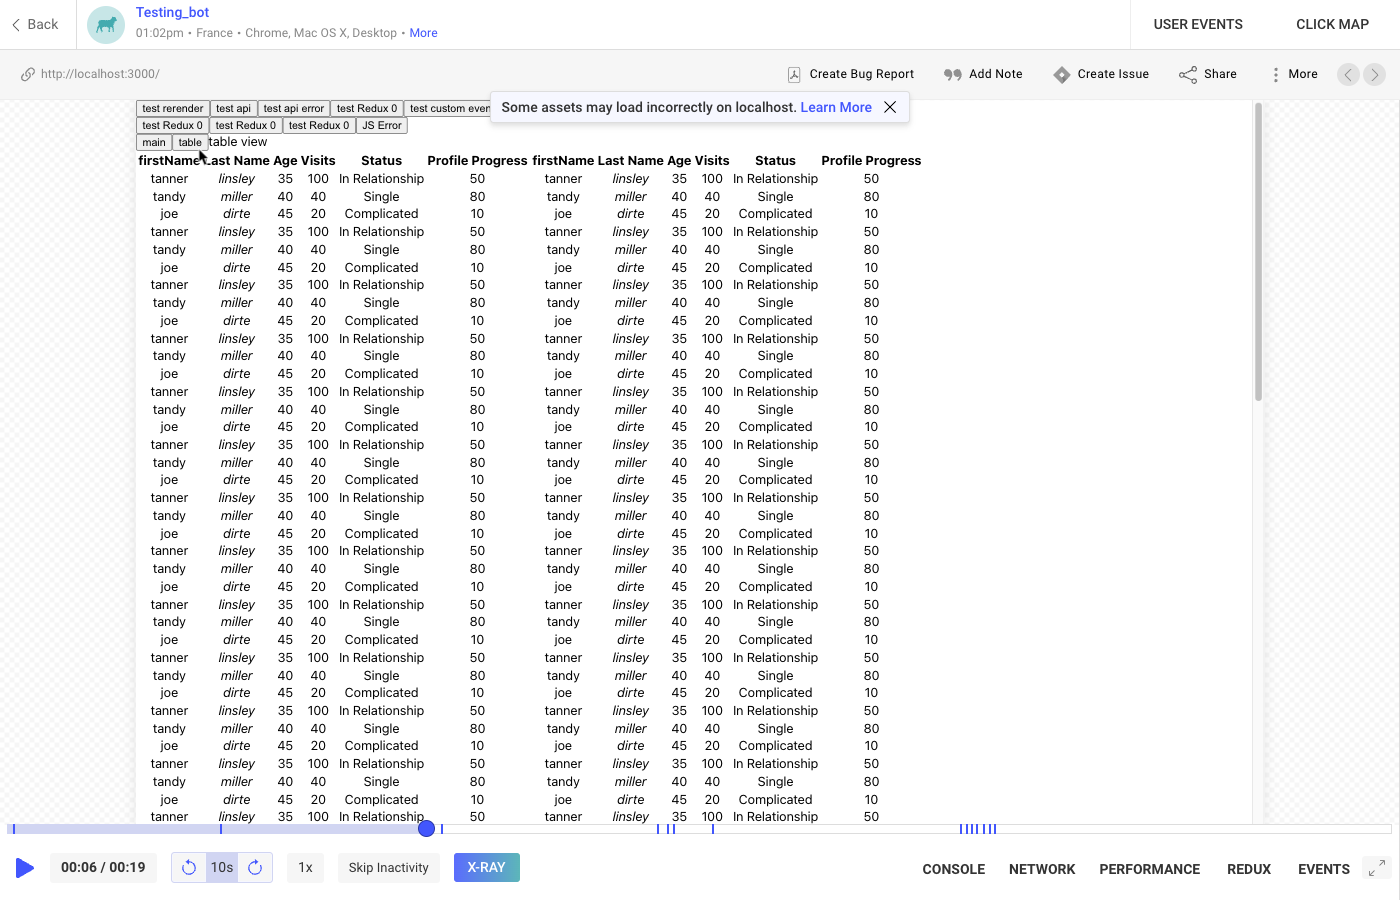 Back
Testing_bot
01:02pm • France • Chrome, Mac OS X, Desktop • More
USER EVENTS CLICK MAP
http://localhost:3000/
Create Bug Report Add Note Create Issue Share More
Some assets may load incorrectly on localhost. Learn More
test rerender test api test api error test Redux 0 test custom even
test Redux 0 test Redux 0 test Redux 0 JS Error
main table table view
firstName Last Name Age Visits Status Profile Progress firstName Last Name Age Visits Status Profile Progress
tanner linsley 35 100 In Relationship 50 tanner linsley 35 100 In Relationship 50
tandy miller 40 40 Single 80 tandy miller 40 40 Single 80
joe dirte 45 20 Complicated 10 joe dirte 45 20 Complicated 10
tanner linsley 35 100 In Relationship 50 tanner linsley 35 100 In Relationship 50
tandy miller 40 40 Single 80 tandy miller 40 40 Single 80
joe dirte 45 20 Complicated 10 joe dirte 45 20 Complicated 10
tanner linsley 35 100 In Relationship 50 tanner linsley 35 100 In Relationship 50
tandy miller 40 40 Single 80 tandy miller 40 40 Single 80
joe dirte 45 20 Complicated 10 joe dirte 45 20 Complicated 10
tanner linsley 35 100 In Relationship 50 tanner linsley 35 100 In Relationship 50
tandy miller 40 40 Single 80 tandy miller 40 40 Single 80
joe dirte 45 20 Complicated 10 joe dirte 45 20 Complicated 10
tanner linsley 35 100 In Relationship 50 tanner linsley 35 100 In Relationship 50
tandy miller 40 40 Single 80 tandy miller 40 40 Single 80
joe dirte 45 20 Complicated 10 joe dirte 45 20 Complicated 10
tanner linsley 35 100 In Relationship 50 tanner linsley 35 100 In Relationship 50
tandy miller 40 40 Single 80 tandy miller 40 40 Single 80
joe dirte 45 20 Complicated 10 joe dirte 45 20 Complicated 10
tanner linsley 35 100 In Relationship 50 tanner linsley 35 100 In Relationship 50
tandy miller 40 40 Single 80 tandy miller 40 40 Single 80
joe dirte 45 20 Complicated 10 joe dirte 45 20 Complicated 10
tanner linsley 35 100 In Relationship 50 tanner linsley 35 100 In Relationship 50
tandy miller 40 40 Single 80 tandy miller 40 40 Single 80
joe dirte 45 20 Complicated 10 joe dirte 45 20 Complicated 10
tanner linsley 35 100 In Relationship 50 tanner linsley 35 100 In Relationship 50
tandy miller 40 40 Single 80 tandy miller 40 40 Single 80
joe dirte 45 20 Complicated 10 joe dirte 45 20 Complicated 10
tanner linsley 35 100 In Relationship 50 tanner linsley 35 100 In Relationship 50
tandy miller 40 40 Single 80 tandy miller 40 40 Single 80
joe dirte 45 20 Complicated 10 joe dirte 45 20 Complicated 10
tanner linsley 35 100 In Relationship 50 tanner linsley 35 100 In Relationship 50
tandy miller 40 40 Single 80 tandy miller 40 40 Single 80
joe dirte 45 20 Complicated 10 joe dirte 45 20 Complicated 10
tanner linsley 35 100 In Relationship 50 tanner linsley 35 100 In Relationship 50
tandy miller 40 40 Single 80 tandy miller 40 40 Single 80
joe dirte 45 20 Complicated 10 joe dirte 45 20 Complicated 10
tanner linsley 35 100 In Relationship 50 tanner linsley 35 100 In Relationship 50
00:06 / 00:19 10s 1x Skip Inactivity X-RAY CONSOLE NETWORK PERFORMANCE REDUX EVENTS